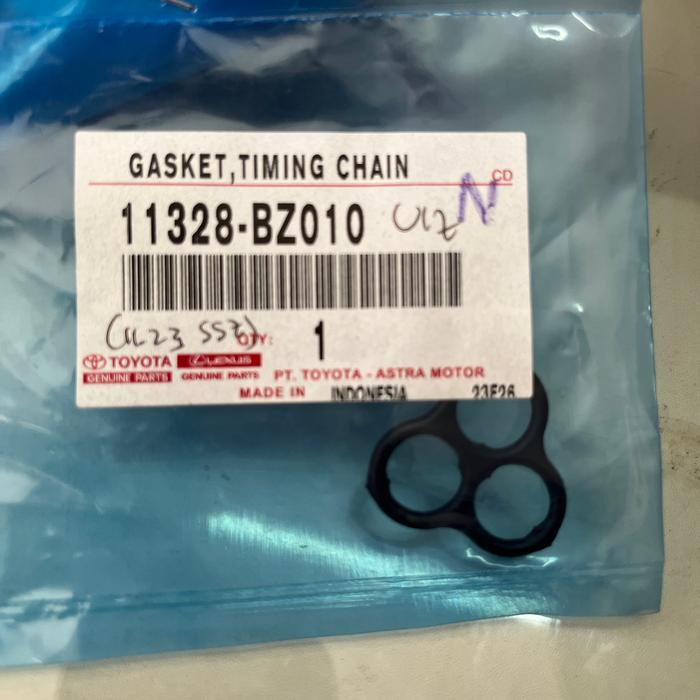 GASKET,TIMING CHAIN
CD
11328-BZ010 N
QTY: 1
TOYOTA LEXUS
GENUINE PARTS GENUINE PARTS PT. TOYOTA - ASTRA MOTOR
MADE IN INDONESIA 23F26